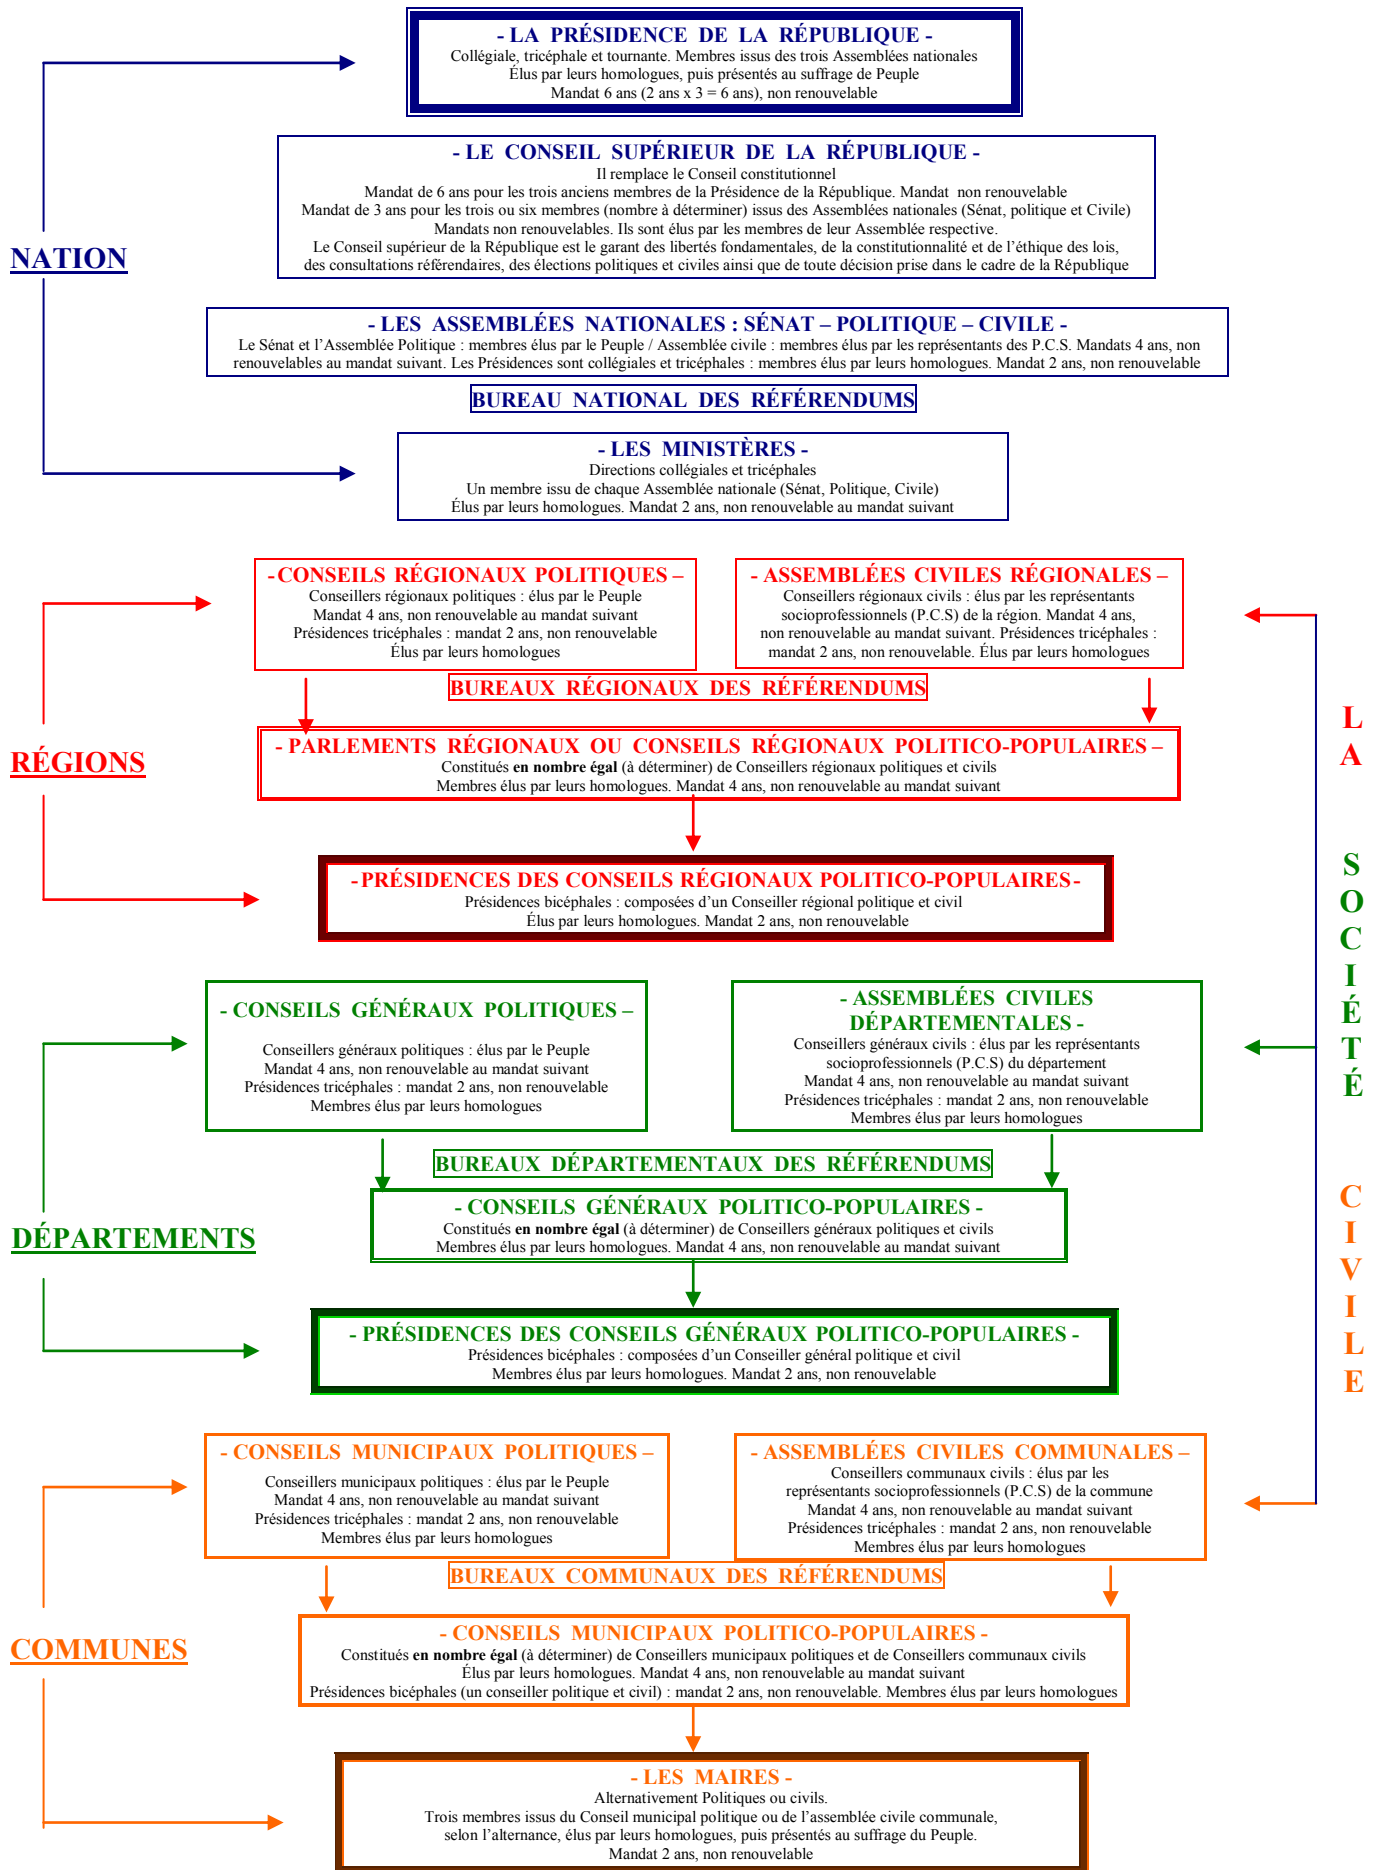 - LA PRÉSIDENCE DE LA RÉPUBLIQUE -
Collégiale, tricéphale et tournante. Membres issus des trois Assemblées nationales
Élus par leurs homologues, puis présentés au suffrage de Peuple
Mandat 6 ans (2 ans x 3 = 6 ans), non renouvelable
- LE CONSEIL SUPÉRIEUR DE LA RÉPUBLIQUE -
Il remplace le Conseil constitutionnel
Mandat de 6 ans pour les trois anciens membres de la Présidence de la République. Mandat non renouvelable
Mandat de 3 ans pour les trois ou six membres (nombre à déterminer) issus des Assemblées nationales (Sénat, politique et Civile)
Mandats non renouvelables. Ils sont élus par les membres de leur Assemblée respective.
Le Conseil supérieur de la République est le garant des libertés fondamentales, de la constitutionnalité et de l'éthique des lois,
des consultations référendaires, des élections politiques et civiles ainsi que de toute décision prise dans le cadre de la République
NATION
- LES ASSEMBLÉES NATIONALES : SÉNAT – POLITIQUE – CIVILE -
Le Sénat et l'Assemblée Politique : membres élus par le Peuple / Assemblée civile : membres élus par les représentants des P.C.S. Mandats 4 ans, non
renouvelables au mandat suivant. Les Présidences sont collégiales et tricéphales : membres élus par leurs homologues. Mandat 2 ans, non renouvelable
BUREAU NATIONAL DES RÉFÉRENDUMS
- LES MINISTÈRES -
Directions collégiales et tricéphales
Un membre issu de chaque Assemblée nationale (Sénat, Politique, Civile)
Élus par leurs homologues. Mandat 2 ans, non renouvelable au mandat suivant
- CONSEILS RÉGIONAUX POLITIQUES –
Conseillers régionaux politiques : élus par le Peuple
Mandat 4 ans, non renouvelable au mandat suivant
Présidences tricéphales : mandat 2 ans, non renouvelable
Élus par leurs homologues
- ASSEMBLÉES CIVILES RÉGIONALES –
Conseillers régionaux civils : élus par les représentants
socioprofessionnels (P.C.S) de la région. Mandat 4 ans,
non renouvelable au mandat suivant. Présidences tricéphales :
mandat 2 ans, non renouvelable. Élus par leurs homologues
BUREAUX RÉGIONAUX DES RÉFÉRENDUMS
RÉGIONS
- PARLEMENTS RÉGIONAUX OU CONSEILS RÉGIONAUX POLITICO-POPULAIRES –
Constitués en nombre égal (à déterminer) de Conseillers régionaux politiques et civils
Membres élus par leurs homologues. Mandat 4 ans, non renouvelable au mandat suivant
- PRÉSIDENCES DES CONSEILS RÉGIONAUX POLITICO-POPULAIRES -
Présidences bicéphales : composées d'un Conseiller régional politique et civil
Élus par leurs homologues. Mandat 2 ans, non renouvelable
LA SOCIÉTÉ CIVILE
- CONSEILS GÉNÉRAUX POLITIQUES –
Conseillers généraux politiques : élus par le Peuple
Mandat 4 ans, non renouvelable au mandat suivant
Présidences tricéphales : mandat 2 ans, non renouvelable
Membres élus par leurs homologues
- ASSEMBLÉES CIVILES
DÉPARTEMENTALES -
Conseillers généraux civils : élus par les représentants
socioprofessionnels (P.C.S) du département
Mandat 4 ans, non renouvelable au mandat suivant
Présidences tricéphales : mandat 2 ans, non renouvelable
Membres élus par leurs homologues
BUREAUX DÉPARTEMENTAUX DES RÉFÉRENDUMS
DÉPARTEMENTS
- CONSEILS GÉNÉRAUX POLITICO-POPULAIRES -
Constitués en nombre égal (à déterminer) de Conseillers généraux politiques et civils
Membres élus par leurs homologues. Mandat 4 ans, non renouvelable au mandat suivant
- PRÉSIDENCES DES CONSEILS GÉNÉRAUX POLITICO-POPULAIRES -
Présidences bicéphales : composées d'un Conseiller général politique et civil
Membres élus par leurs homologues. Mandat 2 ans, non renouvelable
- CONSEILS MUNICIPAUX POLITIQUES –
Conseillers municipaux politiques : élus par le Peuple
Mandat 4 ans, non renouvelable au mandat suivant
Présidences tricéphales : mandat 2 ans, non renouvelable
Membres élus par leurs homologues
- ASSEMBLÉES CIVILES COMMUNALES –
Conseillers communaux civils : élus par les
représentants socioprofessionnels (P.C.S) de la commune
Mandat 4 ans, non renouvelable au mandat suivant
Présidences tricéphales : mandat 2 ans, non renouvelable
Membres élus par leurs homologues
BUREAUX COMMUNAUX DES RÉFÉRENDUMS
COMMUNES
- CONSEILS MUNICIPAUX POLITICO-POPULAIRES -
Constitués en nombre égal (à déterminer) de Conseillers municipaux politiques et de Conseillers communaux civils
Élus par leurs homologues. Mandat 4 ans, non renouvelable au mandat suivant
Présidences bicéphales (un conseiller politique et civil) : mandat 2 ans, non renouvelable. Membres élus par leurs homologues
- LES MAIRES -
Alternativement Politiques ou civils.
Trois membres issus du Conseil municipal politique ou de l'assemblée civile communale,
selon l'alternance, élus par leurs homologues, puis présentés au suffrage du Peuple.
Mandat 2 ans, non renouvelable